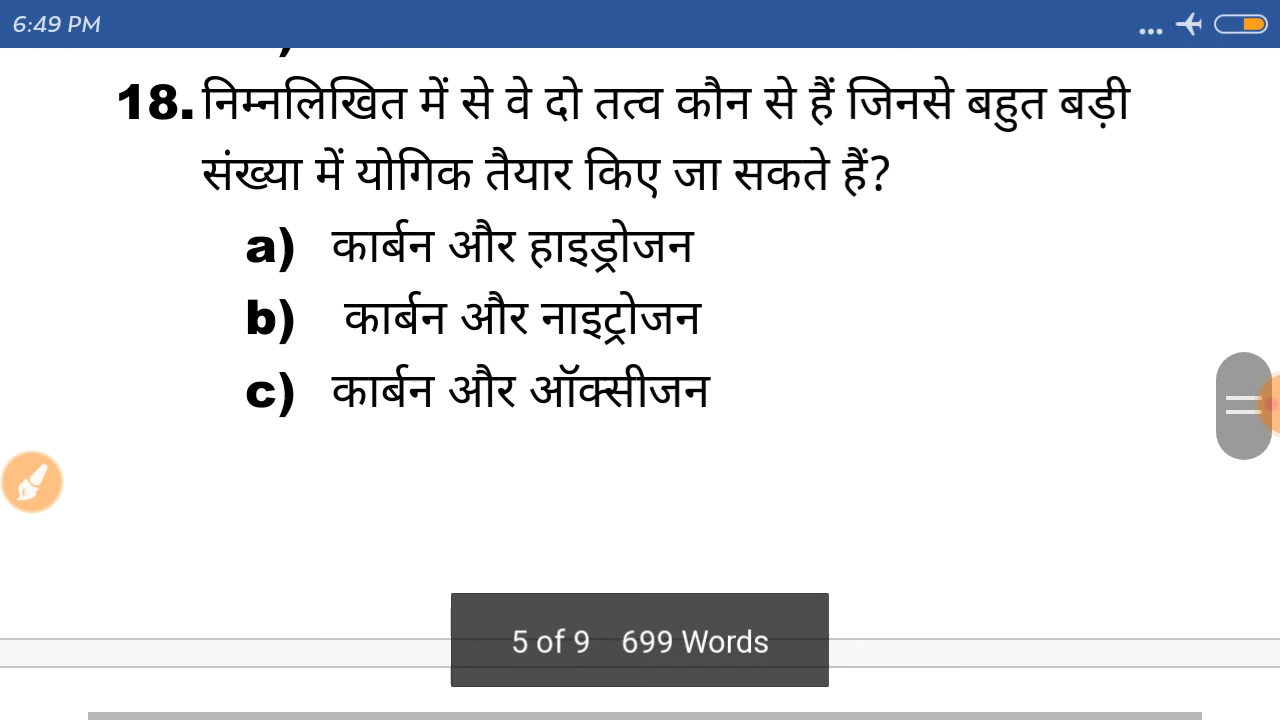 6:49 PM
18. निम्नलिखित में से वे दो तत्व कौन से हैं जिनसे बहुत बड़ी
संख्या में योगिक तैयार किए जा सकते हैं?
a) कार्बन और हाइड्रोजन
b) कार्बन और नाइट्रोजन
c) कार्बन और ऑक्सीजन
5 of 9 699 Words